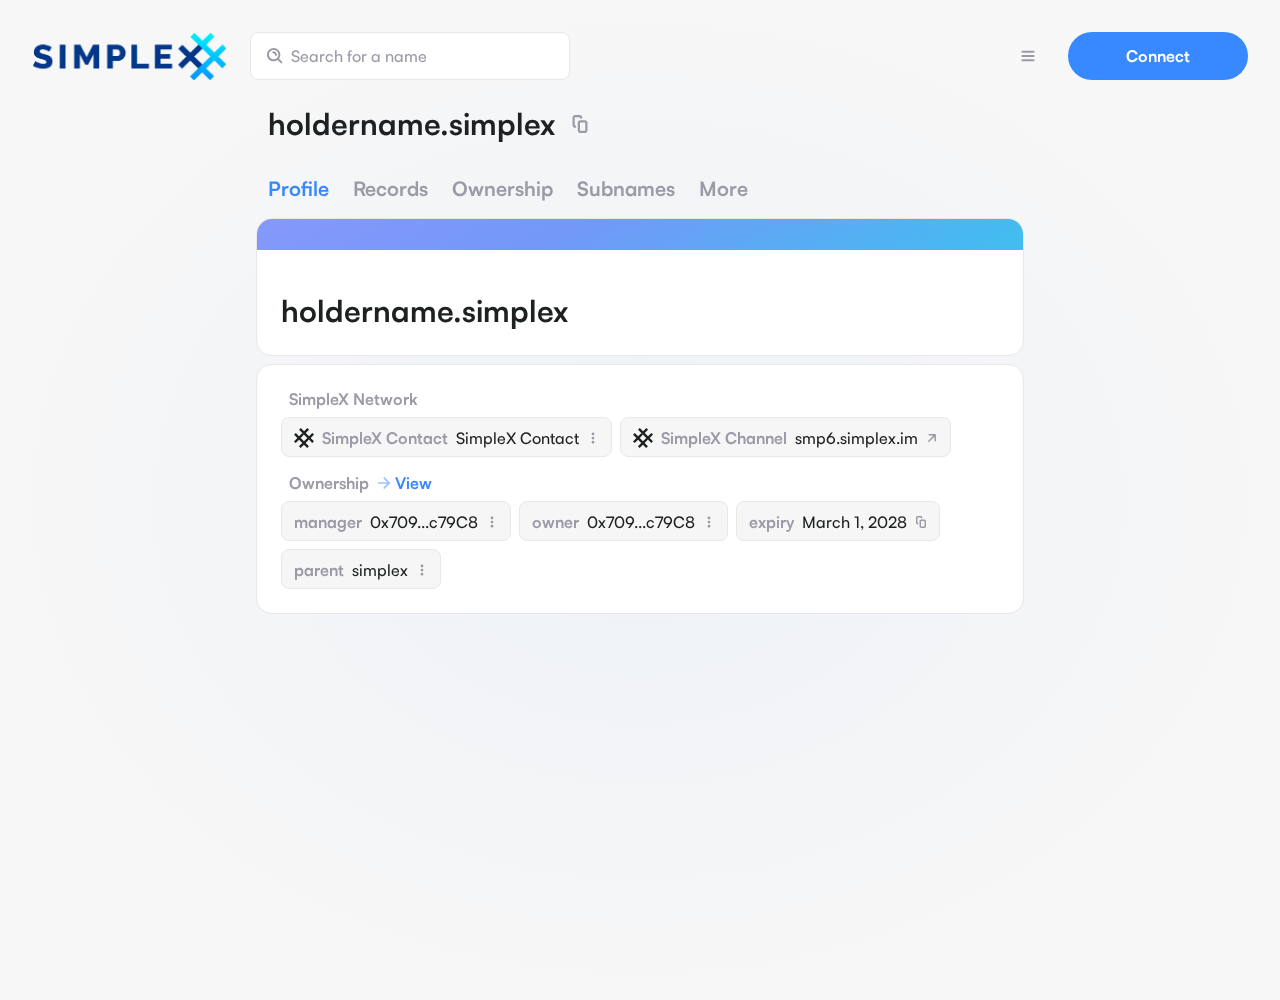 SIMPLEX
Search for a name
Connect
holdername.simplex
Profile Records Ownership Subnames More
holdername.simplex
SimpleX Network
SimpleX Contact SimpleX Contact SimpleX Channel smp6.simplex.im
Ownership View
manager 0x709...c79C8 owner 0x709...c79C8 expiry March 1, 2028
parent simplex